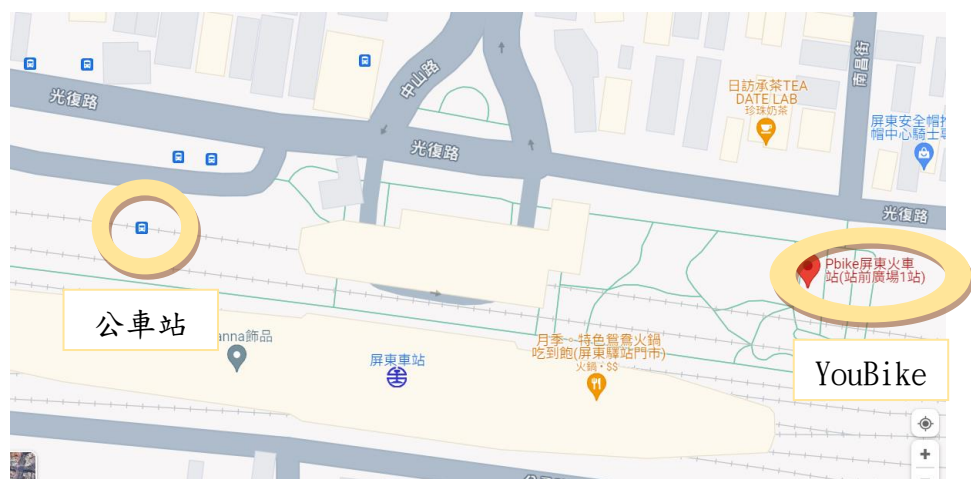 光復路
中山路
光復路
日訪承茶TEA
DATE LAB
珍珠奶茶
南昌街
屏東安全帽
帽中心騎士
光復路
Pbike屏東火車
站(站前廣場1站)
公車站
anna飾品
屏東車站
月季。特色鴛鴦火鍋
吃到飽(屏東驛站門市)
火鍋・$$
YouBike